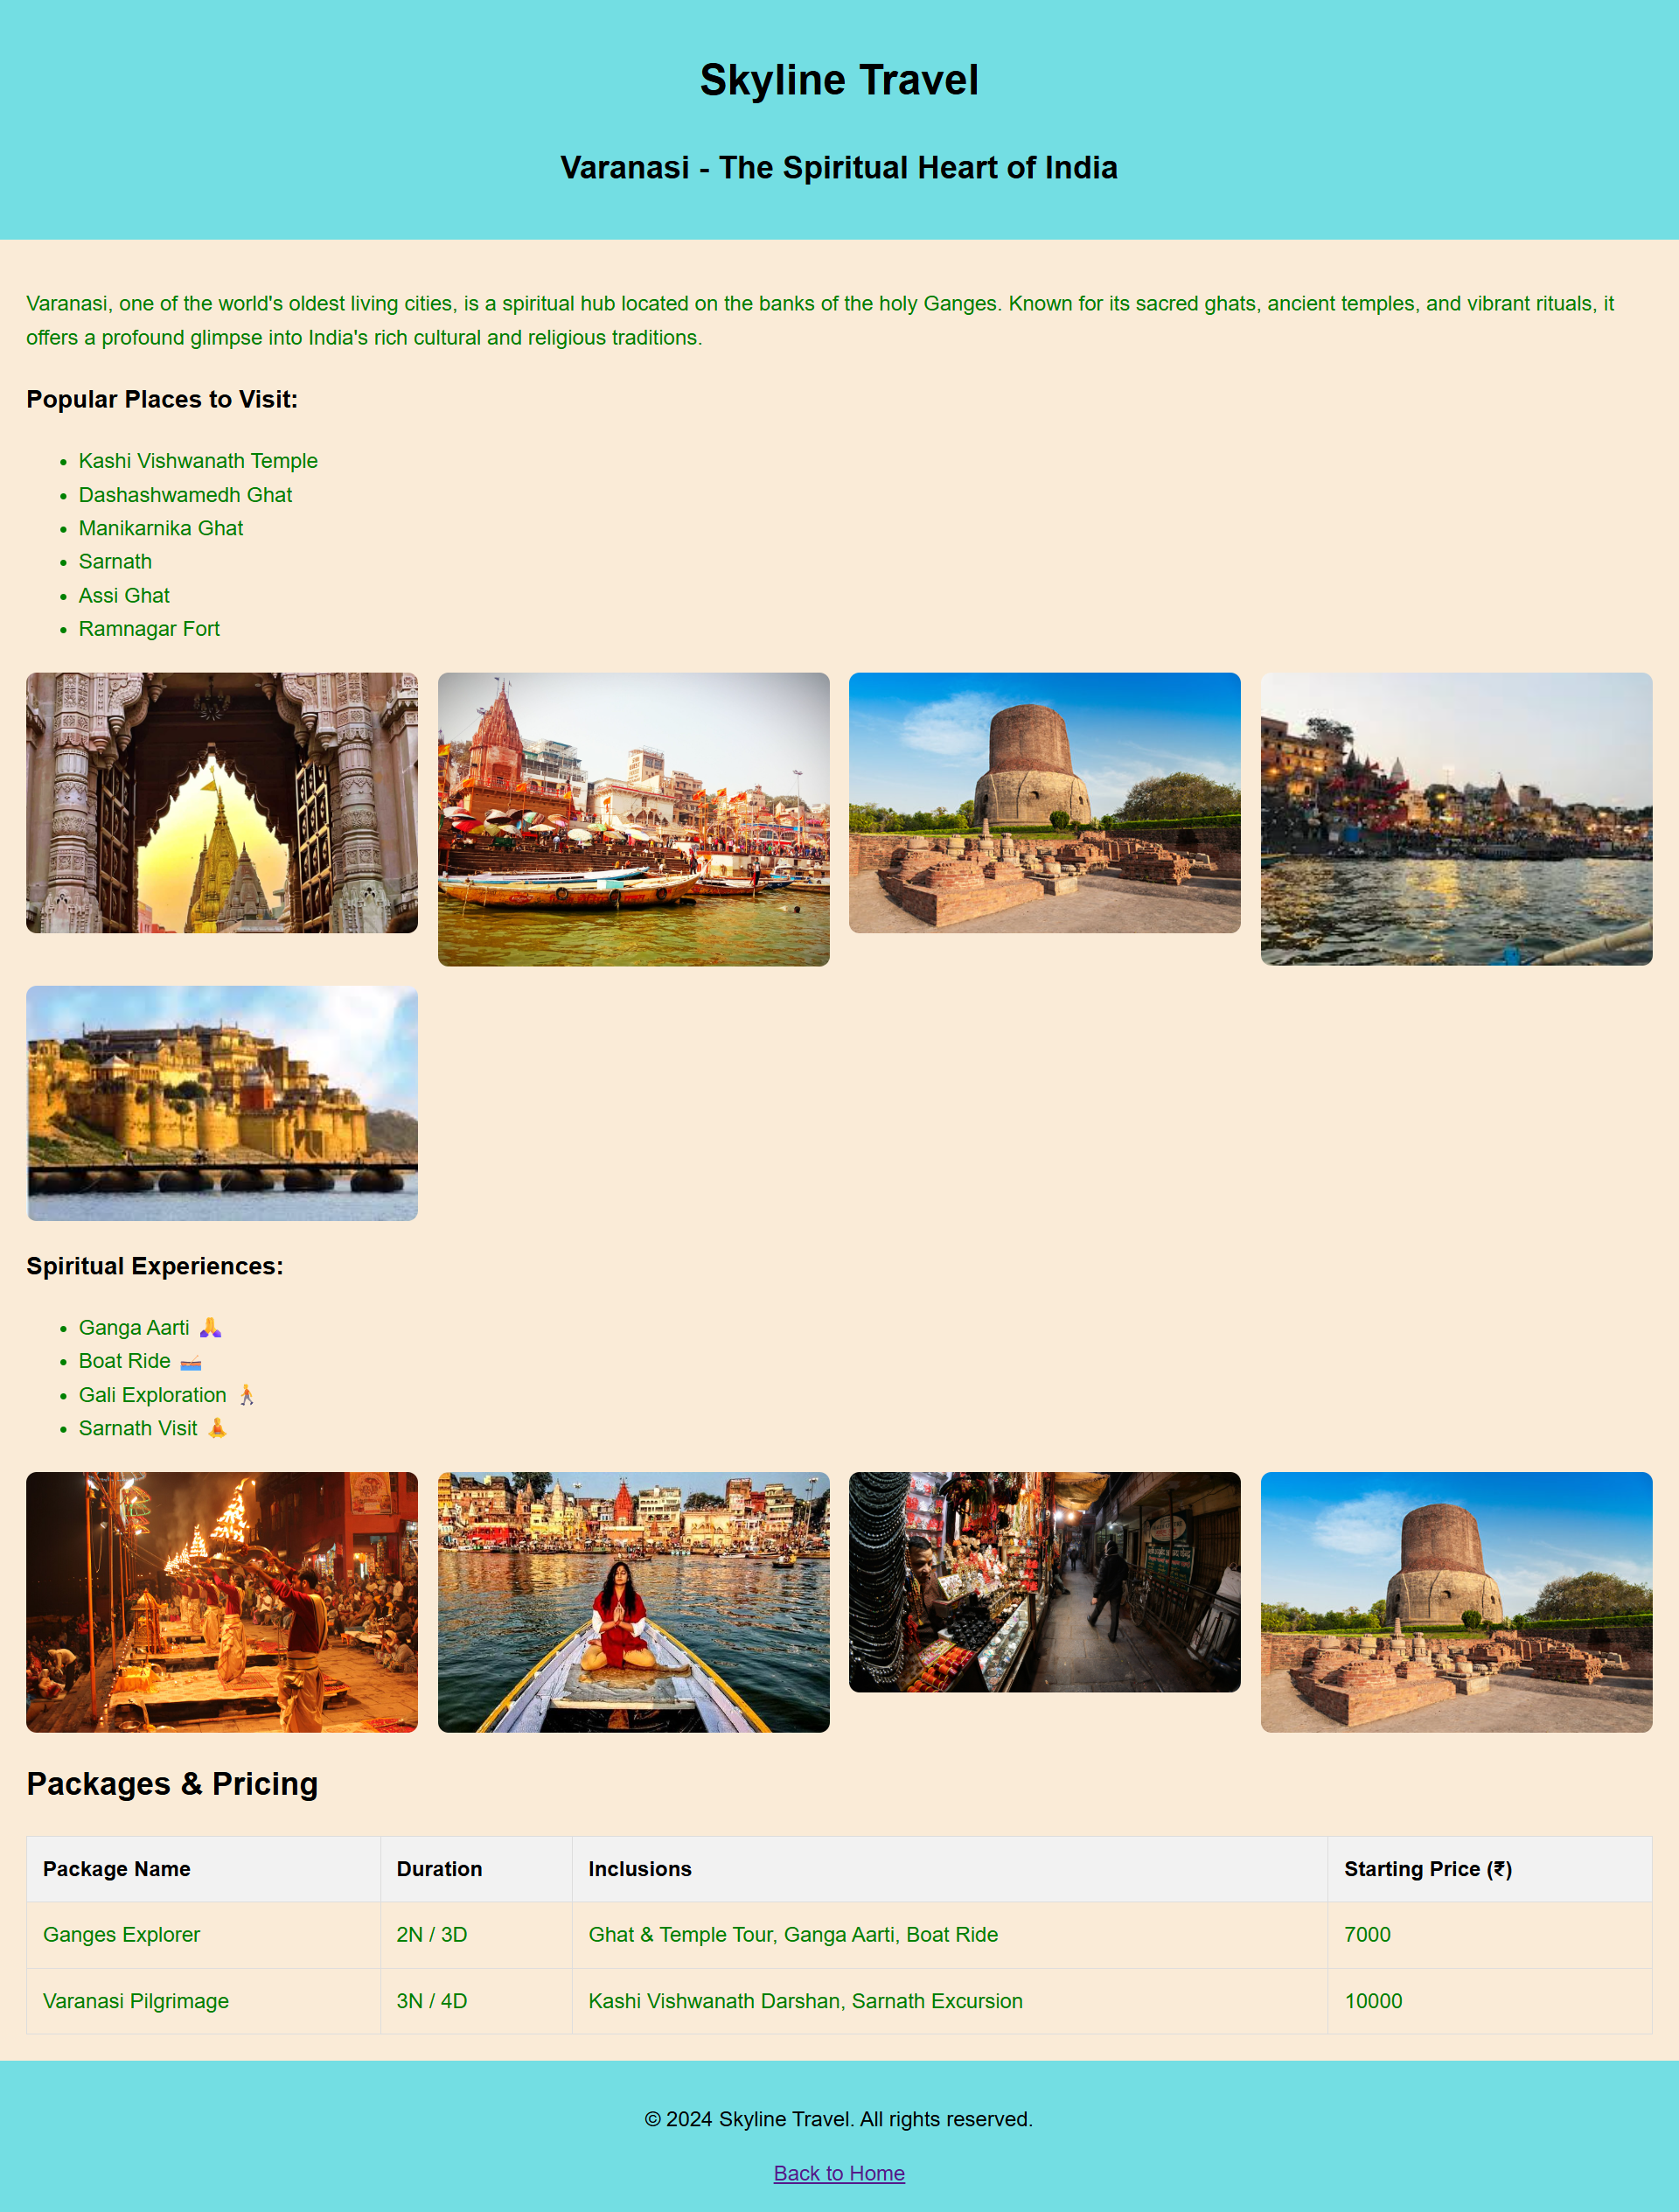 Skyline Travel
Varanasi - The Spiritual Heart of India
Varanasi, one of the world's oldest living cities, is a spiritual hub located on the banks of the holy Ganges. Known for its sacred ghats, ancient temples, and vibrant rituals, it
offers a profound glimpse into India's rich cultural and religious traditions.
Popular Places to Visit:
• Kashi Vishwanath Temple
• Dashashwamedh Ghat
• Manikarnika Ghat
• Sarnath
• Assi Ghat
• Ramnagar Fort
Spiritual Experiences:
• Ganga Aarti 🙏
• Boat Ride 🚣
• Gali Exploration 🚶
• Sarnath Visit 🧘
Packages & Pricing
Package Name Duration Inclusions Starting Price (₹)
Ganges Explorer 2N / 3D Ghat & Temple Tour, Ganga Aarti, Boat Ride 7000
Varanasi Pilgrimage 3N / 4D Kashi Vishwanath Darshan, Sarnath Excursion 10000
© 2024 Skyline Travel. All rights reserved.
Back to Home